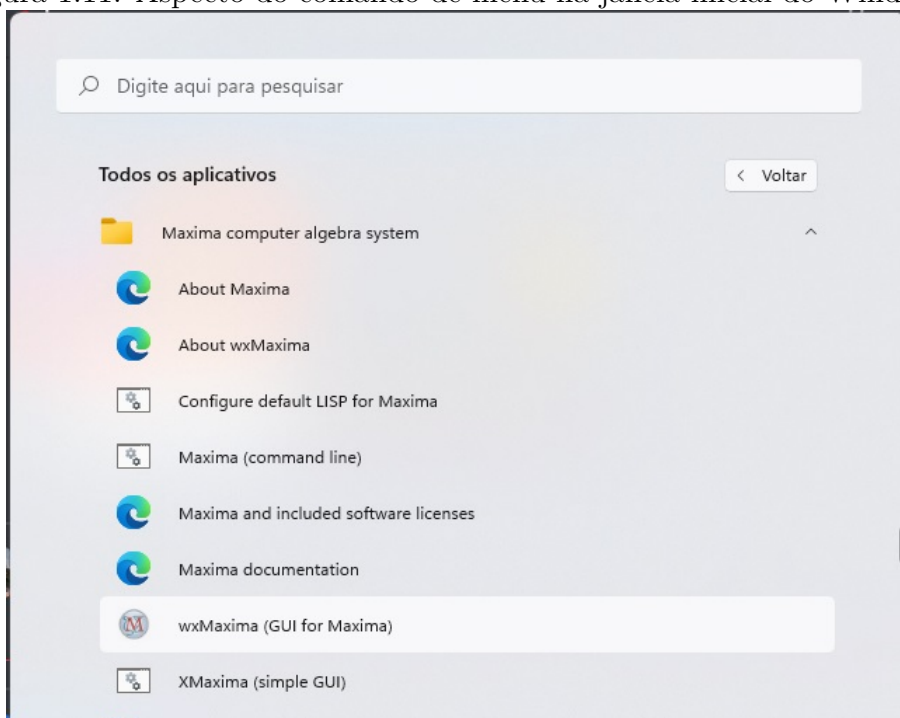 Digite aqui para pesquisar
Todos os aplicativos
Voltar
Maxima computer algebra system
About Maxima
About wxMaxima
Configure default LISP for Maxima
Maxima (command line)
Maxima and included software licenses
Maxima documentation
wxMaxima (GUI for Maxima)
XMaxima (simple GUI)